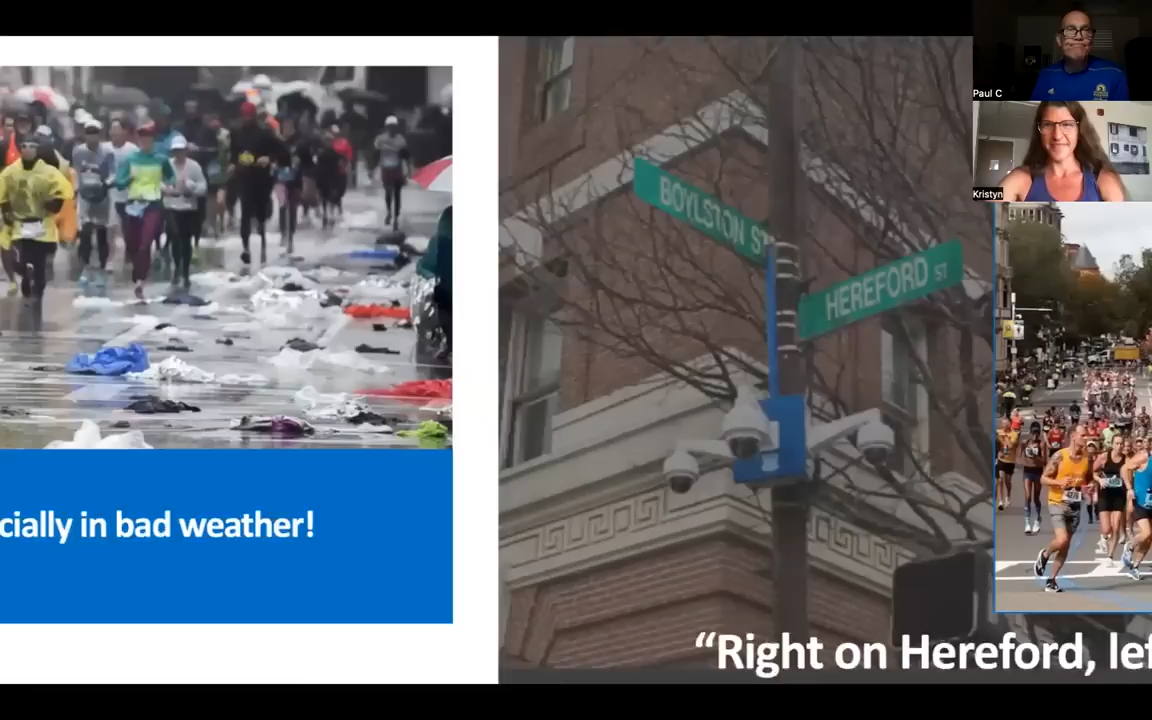 cially in bad weather!
BOYLSTON ST
HEREFORD ST
Paul C
Kristyn
"Right on Hereford, lef